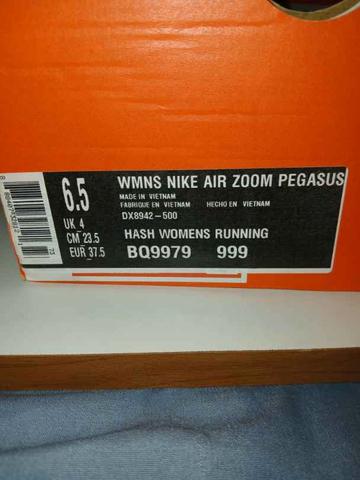 6.5
UK 4
CM 23.5
EUR 37.5
WMNS NIKE AIR ZOOM PEGASUS
MADE IN VIETNAM
FABRIQUE EN VIETNAM HECHO EN VIETNAM
DX8942-500
HASH WOMENS RUNNING
BQ9979 999